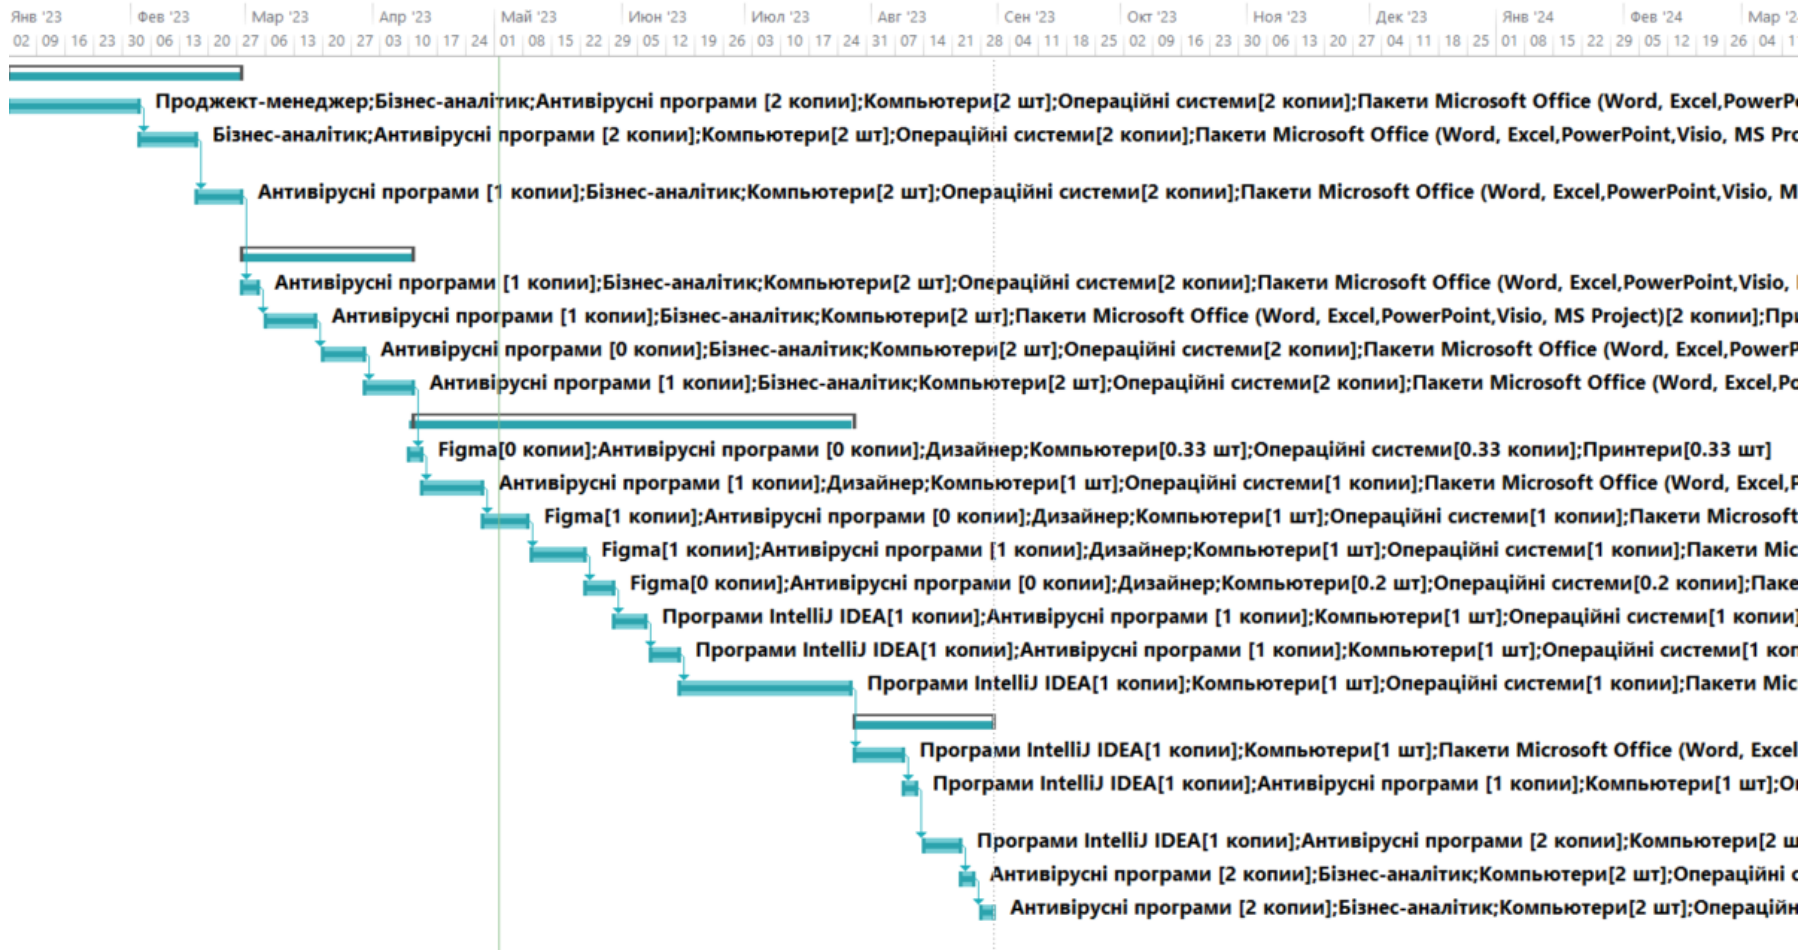 Янв '23 Фев '23 Мар '23 Апр '23 Май '23 Июн '23 Июл '23 Авг '23 Сен '23 Окт '23 Ноя '23 Дек '23 Янв '24 Фев '24 Мар '2
02 09 16 23 30 06 13 20 27 06 13 20 27 03 10 17 24 01 08 15 22 29 05 12 19 26 03 10 17 24 31 07 14 21 28 04 11 18 25 02 09 16 23 30 06 13 20 27 04 11 18 25 01 08 15 22 29 05 12 19 26 04
Проджект-менеджер;Бізнес-аналітик;Антивірусні програми [2 копии];Компьютери[2 шт];Операційні системи[2 копии];Пакети Microsoft Office (Word, Excel,PowerP
Бізнес-аналітик;Антивірусні програми [2 копии];Компьютери[2 шт];Операційні системи[2 копии];Пакети Microsoft Office (Word, Excel,PowerPoint,Visio, MS Pro
Антивірусні програми [1 копии];Бізнес-аналітик;Компьютери[2 шт];Операційні системи[2 копии];Пакети Microsoft Office (Word, Excel,PowerPoint,Visio, M
Антивірусні програми [1 копии];Бізнес-аналітик;Компьютери[2 шт];Операційні системи[2 копии];Пакети Microsoft Office (Word, Excel,PowerPoint,Visio,
Антивірусні програми [1 копии];Бізнес-аналітик;Компьютери[2 шт];Пакети Microsoft Office (Word, Excel,PowerPoint,Visio, MS Project)[2 копии];При
Антивірусні програми [0 копии];Бізнес-аналітик;Компьютери[2 шт];Операційні системи[2 копии];Пакети Microsoft Office (Word, Excel,PowerP
Антивірусні програми [1 копии];Бізнес-аналітик;Компьютери[2 шт];Операційні системи[2 копии];Пакети Microsoft Office (Word, Excel,Po
Figma[0 копии];Антивірусні програми [0 копии];Дизайнер;Компьютери[0.33 шт];Операційні системи[0.33 копии];Принтери[0.33 шт]
Антивірусні програми [1 копии];Дизайнер;Компьютери[1 шт];Операційні системи[1 копии];Пакети Microsoft Office (Word, Excel,P
Figma[1 копии];Антивірусні програми [0 копии];Дизайнер;Компьютери[1 шт];Операційні системи[1 копии];Пакети Microsoft
Figma[1 копии];Антивірусні програми [1 копии];Дизайнер;Компьютери[1 шт];Операційні системи[1 копии];Пакети Mic
Figma[0 копии];Антивірусні програми [0 копии];Дизайнер;Компьютери[0.2 шт];Операційні системи[0.2 копии];Паке
Програми IntelliJ IDEA[1 копии];Антивірусні програми [1 копии];Компьютери[1 шт];Операційні системи[1 копии]
Програми IntelliJ IDEA[1 копии];Антивірусні програми [1 копии];Компьютери[1 шт];Операційні системи[1 коп
Програми IntelliJ IDEA[1 копии];Компьютери[1 шт];Операційні системи[1 копии];Пакети Mic
Програми IntelliJ IDEA[1 копии];Компьютери[1 шт];Пакети Microsoft Office (Word, Excel
Програми IntelliJ IDEA[1 копии];Антивірусні програми [1 копии];Компьютери[1 шт];О
Програми IntelliJ IDEA[1 копии];Антивірусні програми [2 копии];Компьютери[2 ш
Антивірусні програми [2 копии];Бізнес-аналітик;Компьютери[2 шт];Операційні с
Антивірусні програми [2 копии];Бізнес-аналітик;Компьютери[2 шт];Операційн